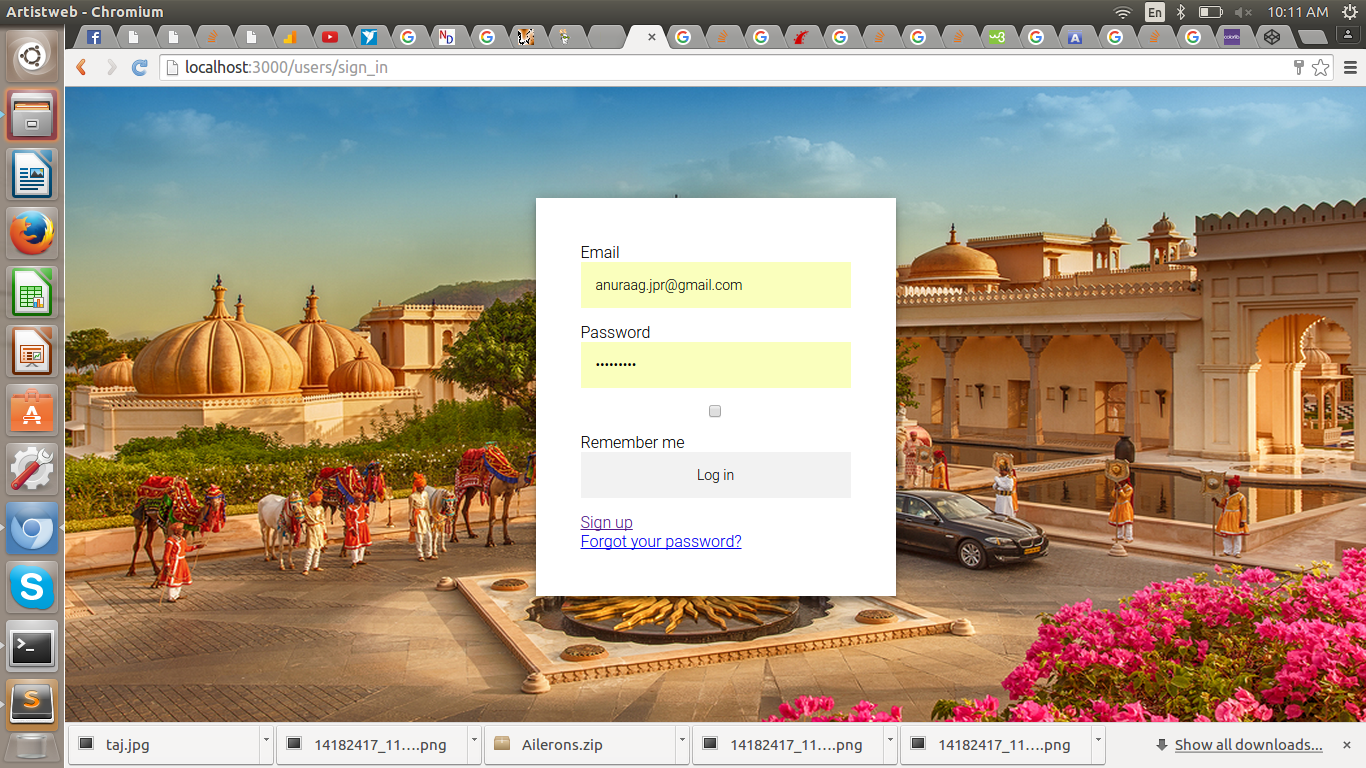 Artistweb - Chromium
En
10:11 AM
localhost:3000/users/sign_in
Email
anuraag.jpr@gmail.com
Password
•••••••••
Remember me
Log in
Sign up
Forgot your password?
taj.jpg
14182417_11….png
Ailerons.zip
14182417_11….png
14182417_11….png
Show all downloads...